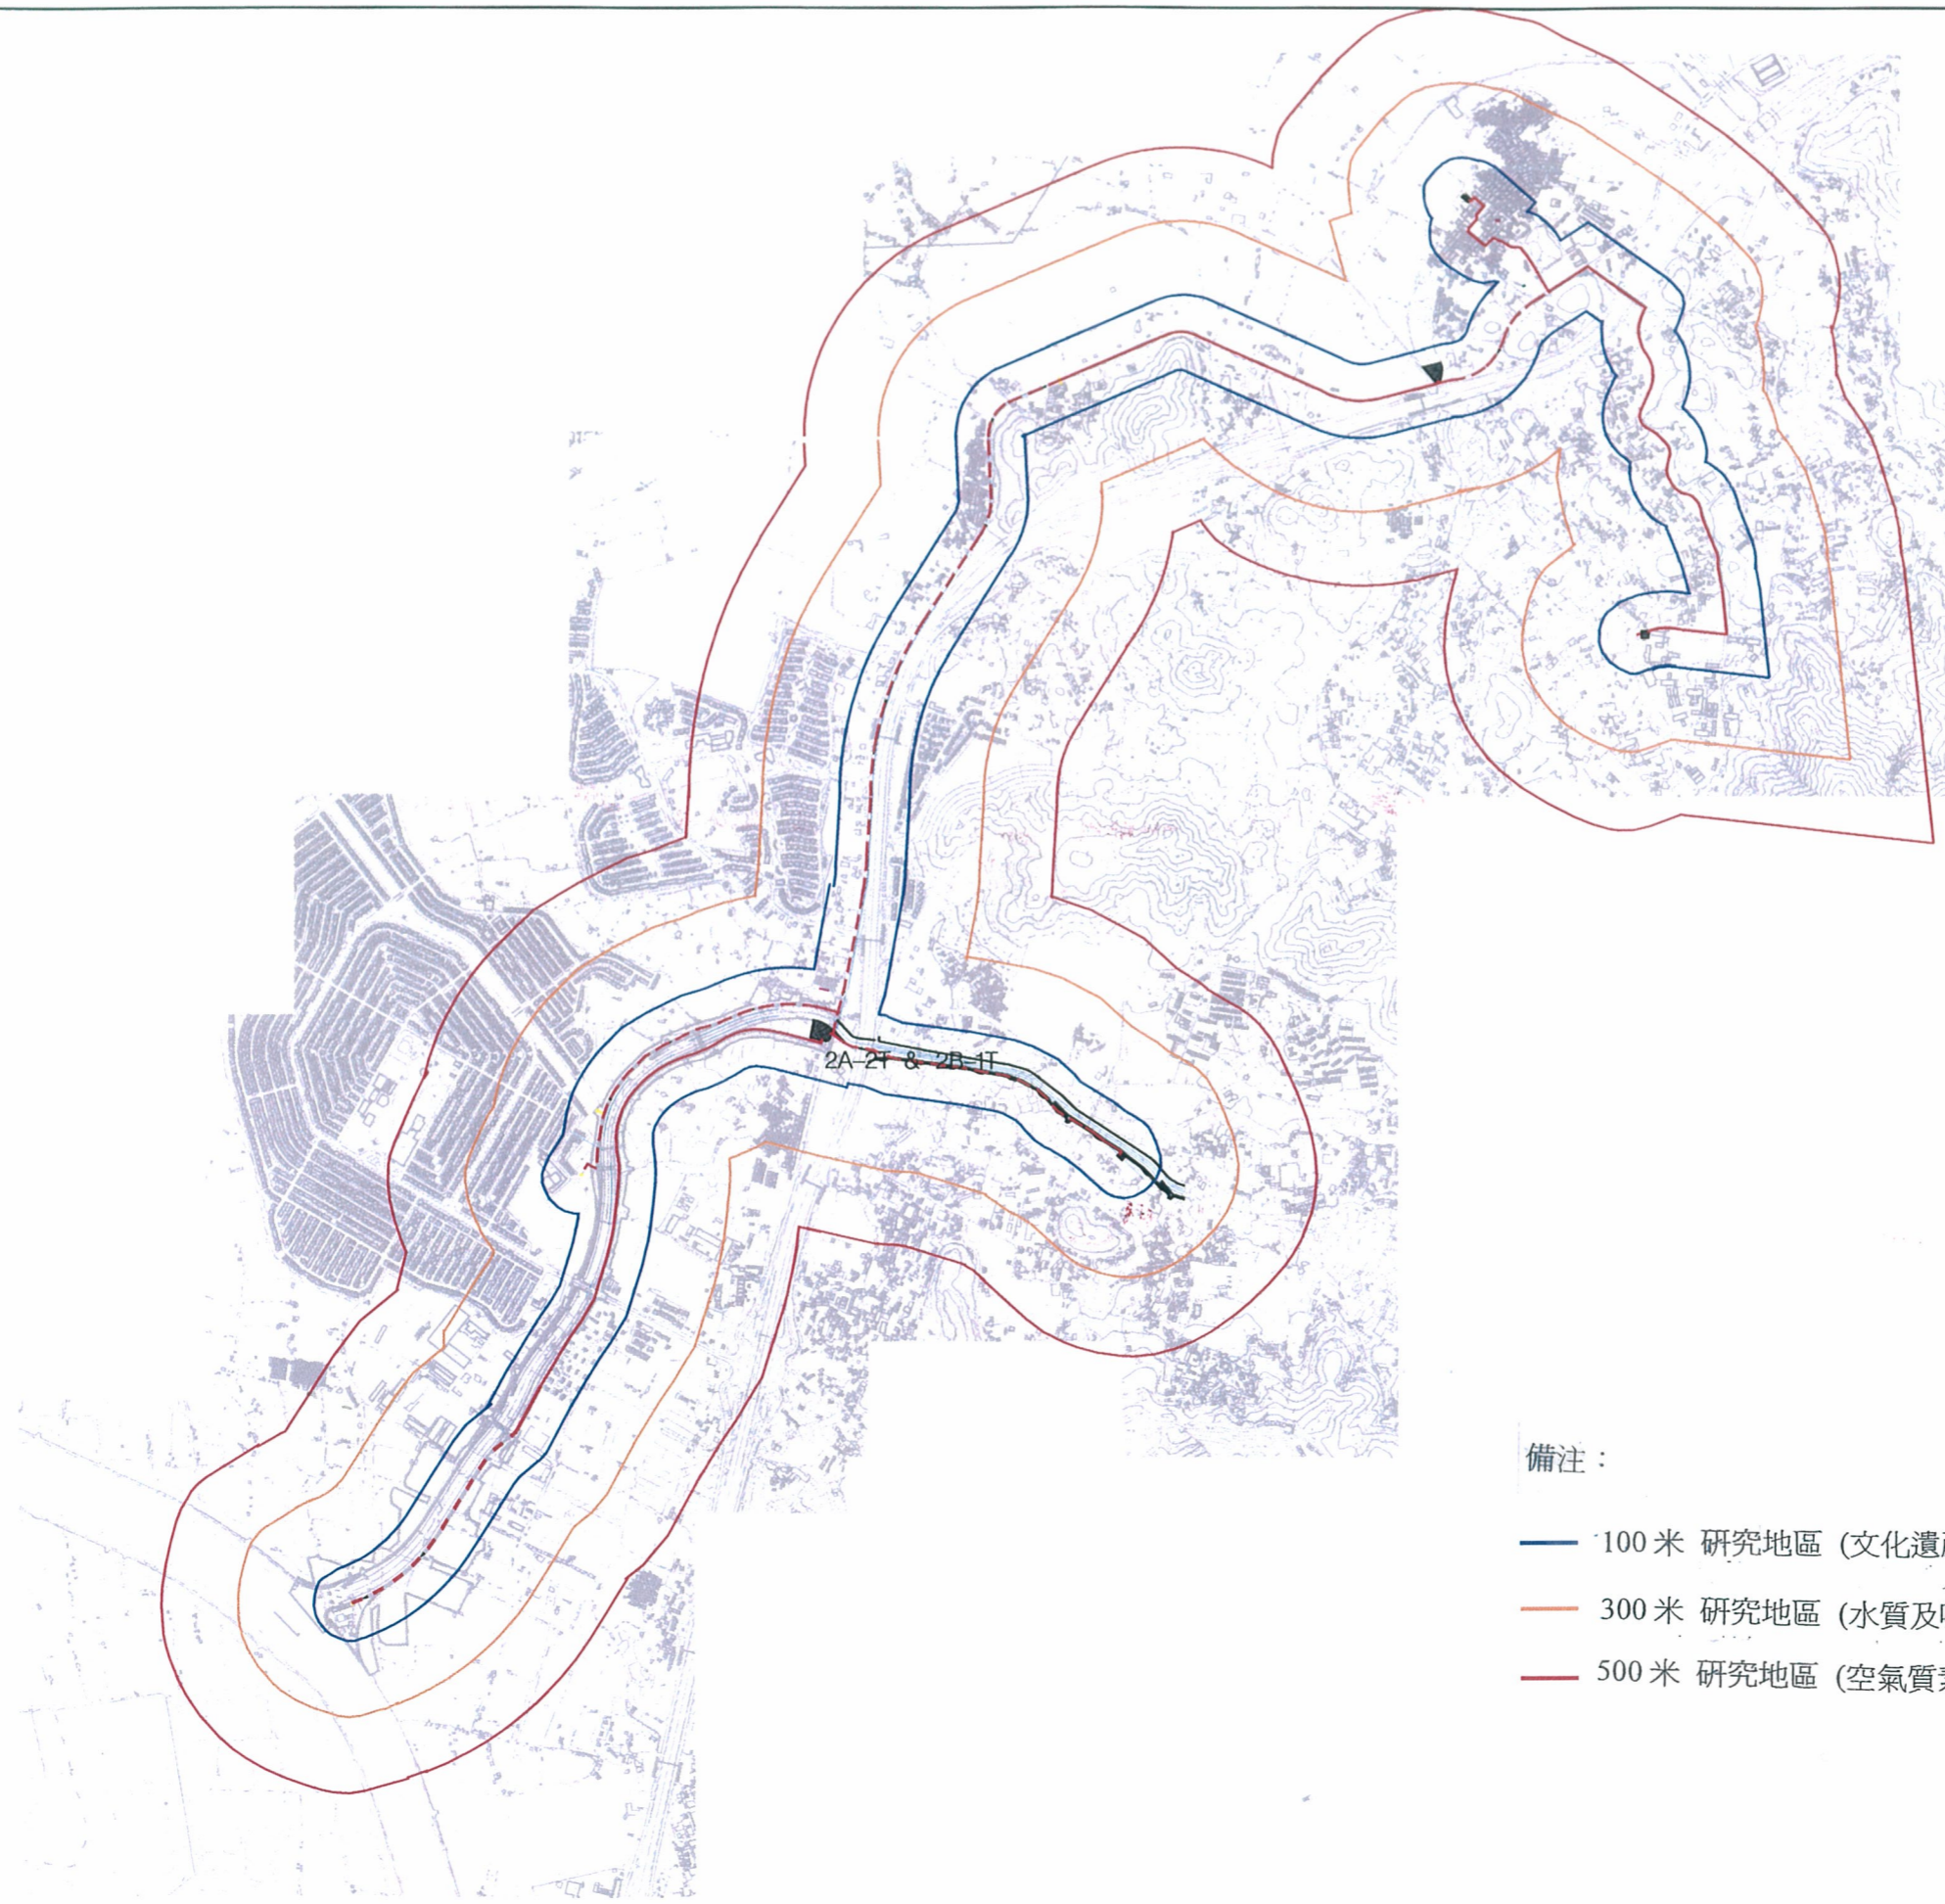 2A-2T & 2B-1T
備注：
100 米 研究地區 (文化遺
300 米 研究地區 (水質及
500 米 研究地區 (空氣質